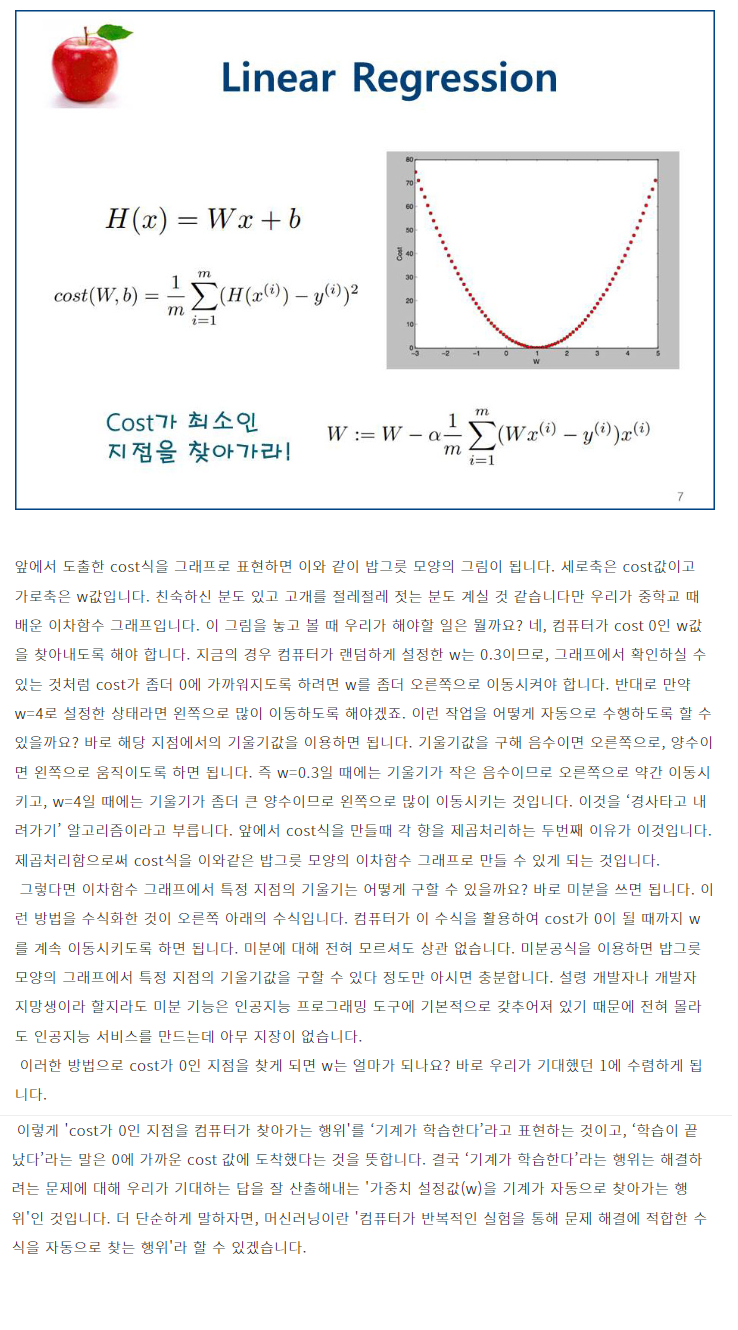 Linear Regression
H(x) = Wx + b
cost(W, b) = \frac{1}{m} \sum_{i=1}^{m} (H(x^{(i)}) - y^{(i)})^2
80
70
60
50
40
30
20
10
0
Cost
-3 -2 -1 0 1 2 3 4 5
W
Cost가 최소인
지점을 찾아가라!
W := W - α \frac{1}{m} \sum_{i=1}^{m} (Wx^{(i)} - y^{(i)})x^{(i)}
7
앞에서 도출한 cost식을 그래프로 표현하면 이와 같이 밥그릇 모양의 그림이 됩니다. 세로축은 cost값이고
가로축은 w값입니다. 친숙하신 분도 있고 고개를 절레절레 젓는 분도 계실 것 같습니다만 우리가 중학교 때
배운 이차함수 그래프입니다. 이 그림을 놓고 볼 때 우리가 해야할 일은 뭘까요? 네, 컴퓨터가 cost 0인 w값
을 찾아내도록 해야 합니다. 지금의 경우 컴퓨터가 랜덤하게 설정한 w는 0.3이므로, 그래프에서 확인하실 수
있는 것처럼 cost가 좀더 0에 가까워지도록 하려면 w를 좀더 오른쪽으로 이동시켜야 합니다. 반대로 만약
w=4로 설정한 상태라면 왼쪽으로 많이 이동하도록 해야겠죠. 이런 작업을 어떻게 자동으로 수행하도록 할 수
있을까요? 바로 해당 지점에서의 기울기값을 이용하면 됩니다. 기울기값을 구해 음수이면 오른쪽으로, 양수이
면 왼쪽으로 움직이도록 하면 됩니다. 즉 w=0.3일 때에는 기울기가 작은 음수이므로 오른쪽으로 약간 이동시
키고, w=4일 때에는 기울기가 좀더 큰 양수이므로 왼쪽으로 많이 이동시키는 것입니다. 이것을 ‘경사타고 내
려가기’ 알고리즘이라고 부릅니다. 앞에서 cost식을 만들때 각 항을 제곱처리하는 두번째 이유가 이것입니다.
제곱처리함으로써 cost식을 이와같은 밥그릇 모양의 이차함수 그래프로 만들 수 있게 되는 것입니다.
그렇다면 이차함수 그래프에서 특정 지점의 기울기는 어떻게 구할 수 있을까요? 바로 미분을 쓰면 됩니다. 이
런 방법을 수식화한 것이 오른쪽 아래의 수식입니다. 컴퓨터가 이 수식을 활용하여 cost가 0이 될 때까지 w
를 계속 이동시키도록 하면 됩니다. 미분에 대해 전혀 모르셔도 상관 없습니다. 미분공식을 이용하면 밥그릇
모양의 그래프에서 특정 지점의 기울기값을 구할 수 있다 정도만 아시면 충분합니다. 설령 개발자나 개발자
지망생이라 할지라도 미분 기능은 인공지능 프로그래밍 도구에 기본적으로 갖추어져 있기 때문에 전혀 몰라
도 인공지능 서비스를 만드는데 아무 지장이 없습니다.
이러한 방법으로 cost가 0인 지점을 찾게 되면 w는 얼마가 되나요? 바로 우리가 기대했던 1에 수렴하게 됩
니다.
이렇게 'cost가 0인 지점을 컴퓨터가 찾아가는 행위'를 ‘기계가 학습한다’라고 표현하는 것이고, ‘학습이 끝
났다’라는 말은 0에 가까운 cost 값에 도착했다는 것을 뜻합니다. 결국 ‘기계가 학습한다’라는 행위는 해결하
려는 문제에 대해 우리가 기대하는 답을 잘 산출해내는 '가중치 설정값(w)을 기계가 자동으로 찾아가는 행
위'인 것입니다. 더 단순하게 말하자면, 머신러닝이란 '컴퓨터가 반복적인 실험을 통해 문제 해결에 적합한 수
식을 자동으로 찾는 행위'라 할 수 있겠습니다.